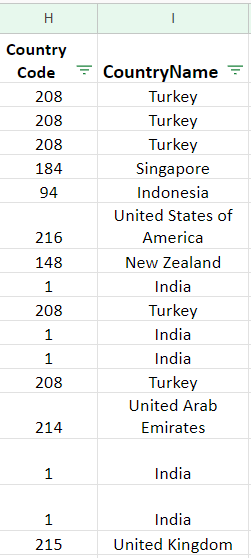 H I
Country Code CountryName
208 Turkey
208 Turkey
208 Turkey
184 Singapore
94 Indonesia
216 United States of America
148 New Zealand
1 India
208 Turkey
1 India
1 India
208 Turkey
214 United Arab Emirates
1 India
1 India
215 United Kingdom